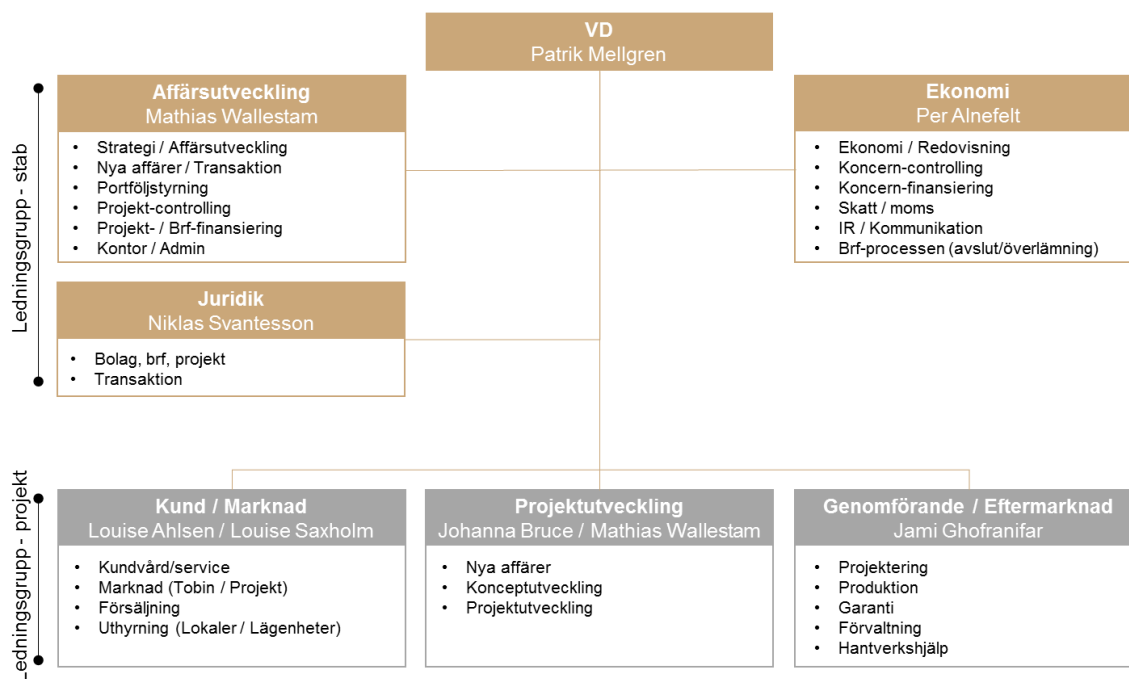 VD
Patrik Mellgren
Ledningsgrupp - stab
Affärsutveckling
Mathias Wallestam
• Strategi / Affärsutveckling
• Nya affärer / Transaktion
• Portföljstyrning
• Projekt-controlling
• Projekt- / Brf-finansiering
• Kontor / Admin
Ekonomi
Per Alnefelt
• Ekonomi / Redovisning
• Koncern-controlling
• Koncern-finansiering
• Skatt / moms
• IR / Kommunikation
• Brf-processen (avslut/överlämning)
Juridik
Niklas Svantesson
• Bolag, brf, projekt
• Transaktion
Ledningsgrupp - projekt
Kund / Marknad
Louise Ahlsen / Louise Saxholm
• Kundvård/service
• Marknad (Tobin / Projekt)
• Försäljning
• Uthyrning (Lokaler / Lägenheter)
Projektutveckling
Johanna Bruce / Mathias Wallestam
• Nya affärer
• Konceptutveckling
• Projektutveckling
Genomförande / Eftermarknad
Jami Ghofranifar
• Projektering
• Produktion
• Garanti
• Förvaltning
• Hantverkshjälp